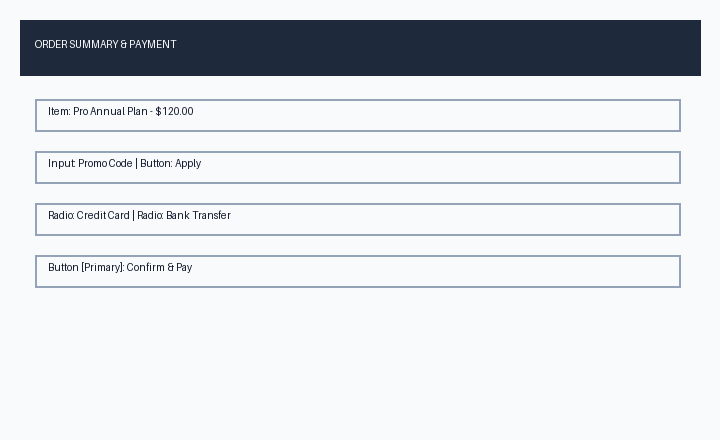 ORDER SUMMARY & PAYMENT
Item: Pro Annual Plan - $120.00
Input: Promo Code | Button: Apply
Radio: Credit Card | Radio: Bank Transfer
Button [Primary]: Confirm & Pay